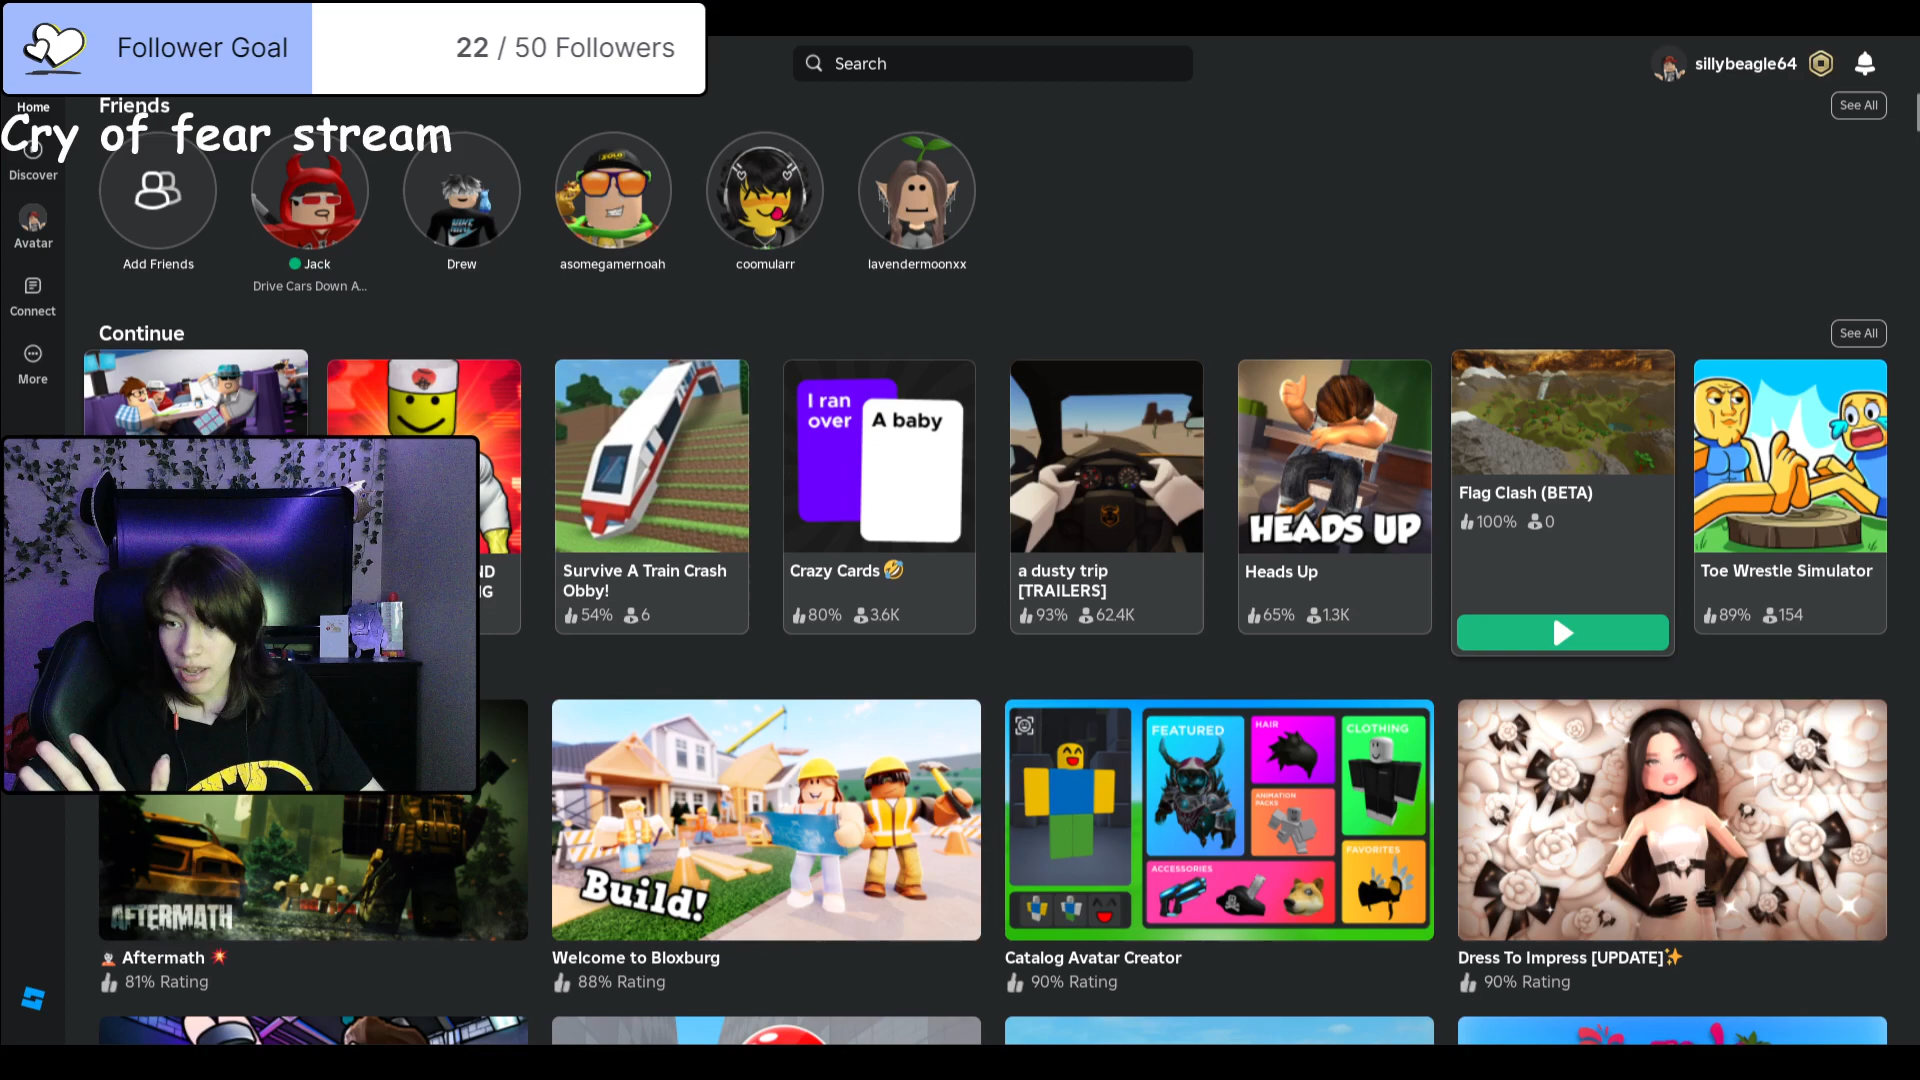 Follower Goal
22 / 50 Followers
Search
sillybeagle64
Home
Friends
See All
Cry of fear stream
Discover
Avatar
Connect
More
Add Friends
Jack
Drew
asomegamernoah
coomularr
lavendermoonxx
Drive Cars Down A...
Continue
See All
ND
G
Survive A Train Crash
Obby!
54% 6
I ran
over
A baby
Crazy Cards 🤣
80% 3.6K
a dusty trip
[TRAILERS]
93% 62.4K
HEADS UP
Heads Up
65% 1.3K
Flag Clash (BETA)
100% 0
Toe Wrestle Simulator
89% 154
AFTERMATH
Aftermath 💥
81% Rating
Build!
Welcome to Bloxburg
88% Rating
FEATURED
HAIR
CLOTHING
ANIMATION
PACKS
ACCESSORIES
FAVORITES
Catalog Avatar Creator
90% Rating
Dress To Impress [UPDATE]✨
90% Rating